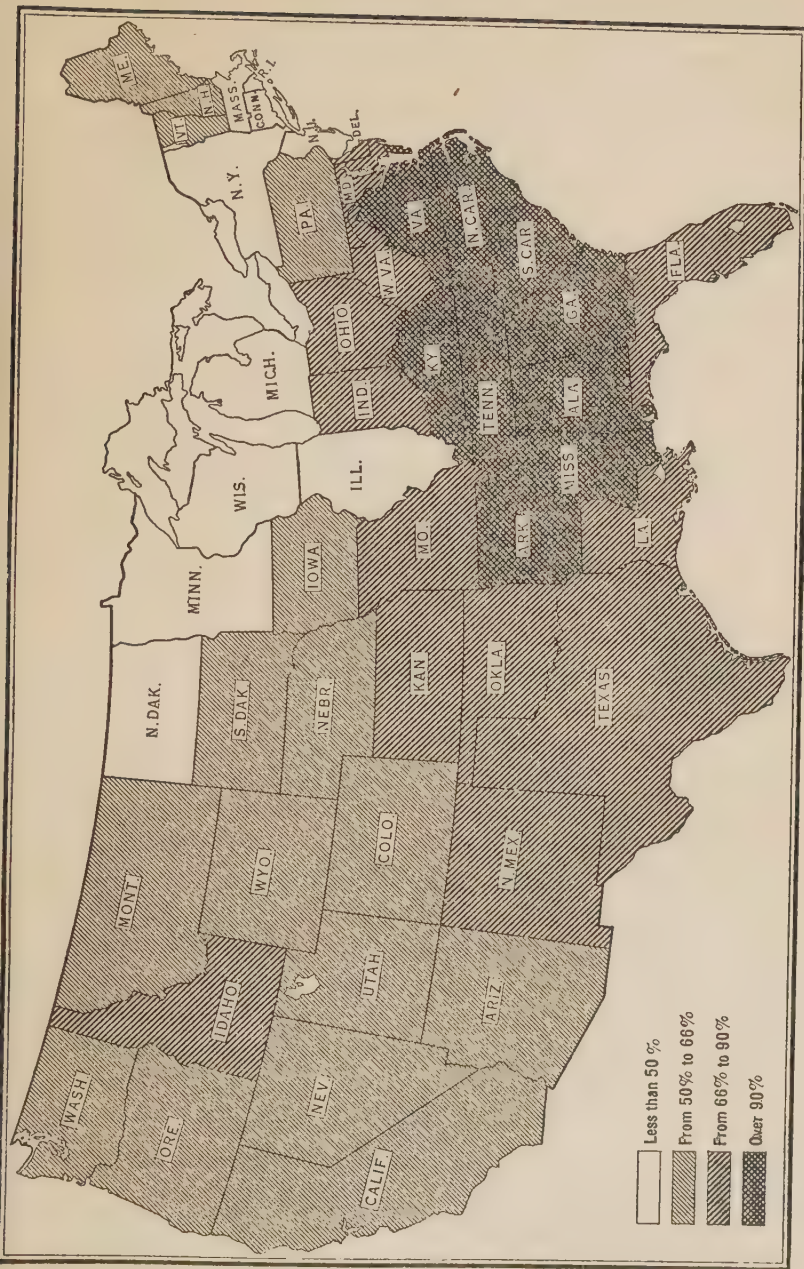 WASH.
ORE.
CALIF.
NEV.
IDAHO
MONT.
WYO.
UTAH
ARIZ.
COLO.
N.MEX.
N.DAK.
S.DAK.
NEBR.
KAN.
OKLA.
TEXAS
MINN.
IOWA
MO.
ARK.
LA.
WIS.
ILL.
MICH.
IND.
OHIO
KY.
TENN.
MISS.
ALA.
GA.
FLA.
S.CAR.
N.CAR.
VA.
W.VA.
MD.
DEL.
PA.
N.J.
N.Y.
CONN.
R.I.
MASS.
VT.
N.H.
ME.
Less than 50%
From 50% to 66%
From 66% to 90%
Over 90%